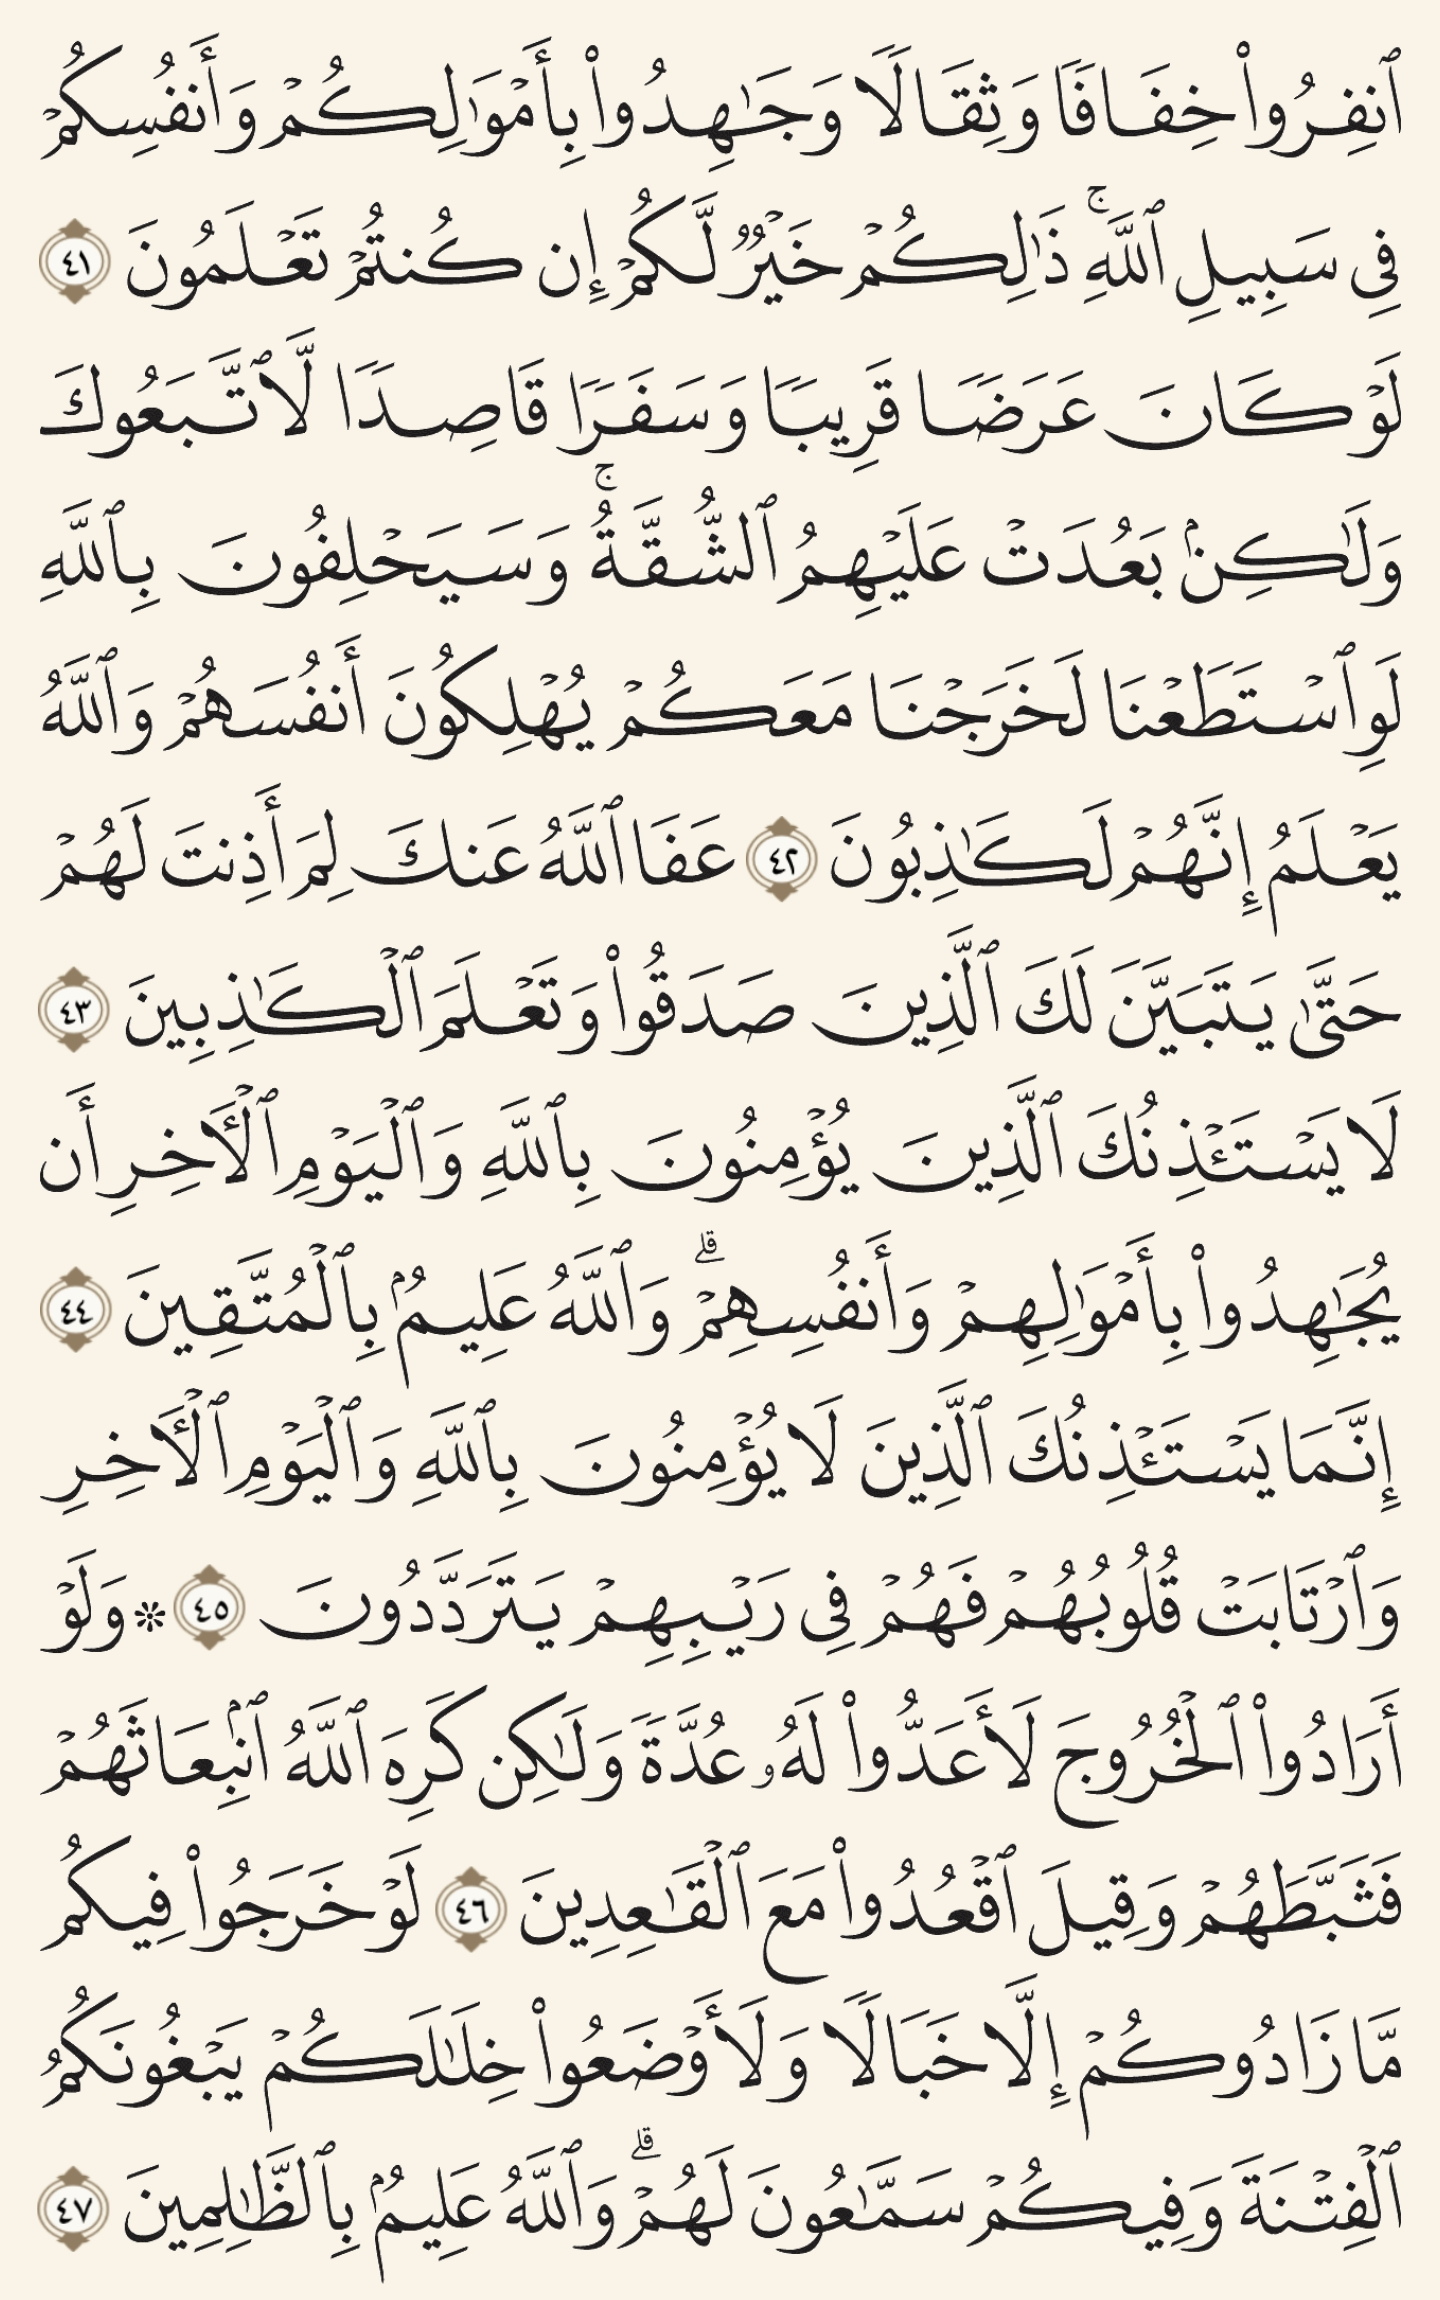 ٱنفِرُوا۟ خِفَافًا وَثِقَالًا وَجَـٰهِدُوا۟ بِأَمْوَٰلِكُمْ وَأَنفُسِكُمْ
فِى سَبِيلِ ٱللَّهِ ۚ ذَٰلِكُمْ خَيْرٌ لَّكُمْ إِن كُنتُمْ تَعْلَمُونَ ٤١
لَوْ كَانَ عَرَضًا قَرِيبًا وَسَفَرًا قَاصِدًا لَّٱتَّبَعُوكَ
وَلَـٰكِنۢ بَعُدَتْ عَلَيْهِمُ ٱلشُّقَّةُ ۚ وَسَيَحْلِفُونَ بِٱللَّهِ
لَوِ ٱسْتَطَعْنَا لَخَرَجْنَا مَعَكُمْ يُهْلِكُونَ أَنفُسَهُمْ وَٱللَّهُ
يَعْلَمُ إِنَّهُمْ لَكَـٰذِبُونَ ٤٢ عَفَا ٱللَّهُ عَنكَ لِمَ أَذِنتَ لَهُمْ
حَتَّىٰ يَتَبَيَّنَ لَكَ ٱلَّذِينَ صَدَقُوا۟ وَتَعْلَمَ ٱلْكَـٰذِبِينَ ٤٣
لَا يَسْتَـْٔذِنُكَ ٱلَّذِينَ يُؤْمِنُونَ بِٱللَّهِ وَٱلْيَوْمِ ٱلْـَٔاخِرِ أَن
يُجَـٰهِدُوا۟ بِأَمْوَٰلِهِمْ وَأَنفُسِهِمْ ۗ وَٱللَّهُ عَلِيمٌۢ بِٱلْمُتَّقِينَ ٤٤
إِنَّمَا يَسْتَـْٔذِنُكَ ٱلَّذِينَ لَا يُؤْمِنُونَ بِٱللَّهِ وَٱلْيَوْمِ ٱلْـَٔاخِرِ
وَٱرْتَابَتْ قُلُوبُهُمْ فَهُمْ فِى رَيْبِهِمْ يَتَرَدَّدُونَ ٤٥ ۞ وَلَوْ
أَرَادُوا۟ ٱلْخُرُوجَ لَأَعَدُّوا۟ لَهُۥ عُدَّةً وَلَـٰكِن كَرِهَ ٱللَّهُ ٱنۢبِعَاثَهُمْ
فَثَبَّطَهُمْ وَقِيلَ ٱقْعُدُوا۟ مَعَ ٱلْقَـٰعِدِينَ ٤٦ لَوْ خَرَجُوا۟ فِيكُم
مَّا زَادُوكُمْ إِلَّا خَبَالًا وَلَأَوْضَعُوا۟ خِلَـٰلَكُمْ يَبْغُونَكُمُ
ٱلْفِتْنَةَ وَفِيكُمْ سَمَّـٰعُونَ لَهُمْ ۗ وَٱللَّهُ عَلِيمٌۢ بِٱلظَّـٰلِمِينَ ٤٧